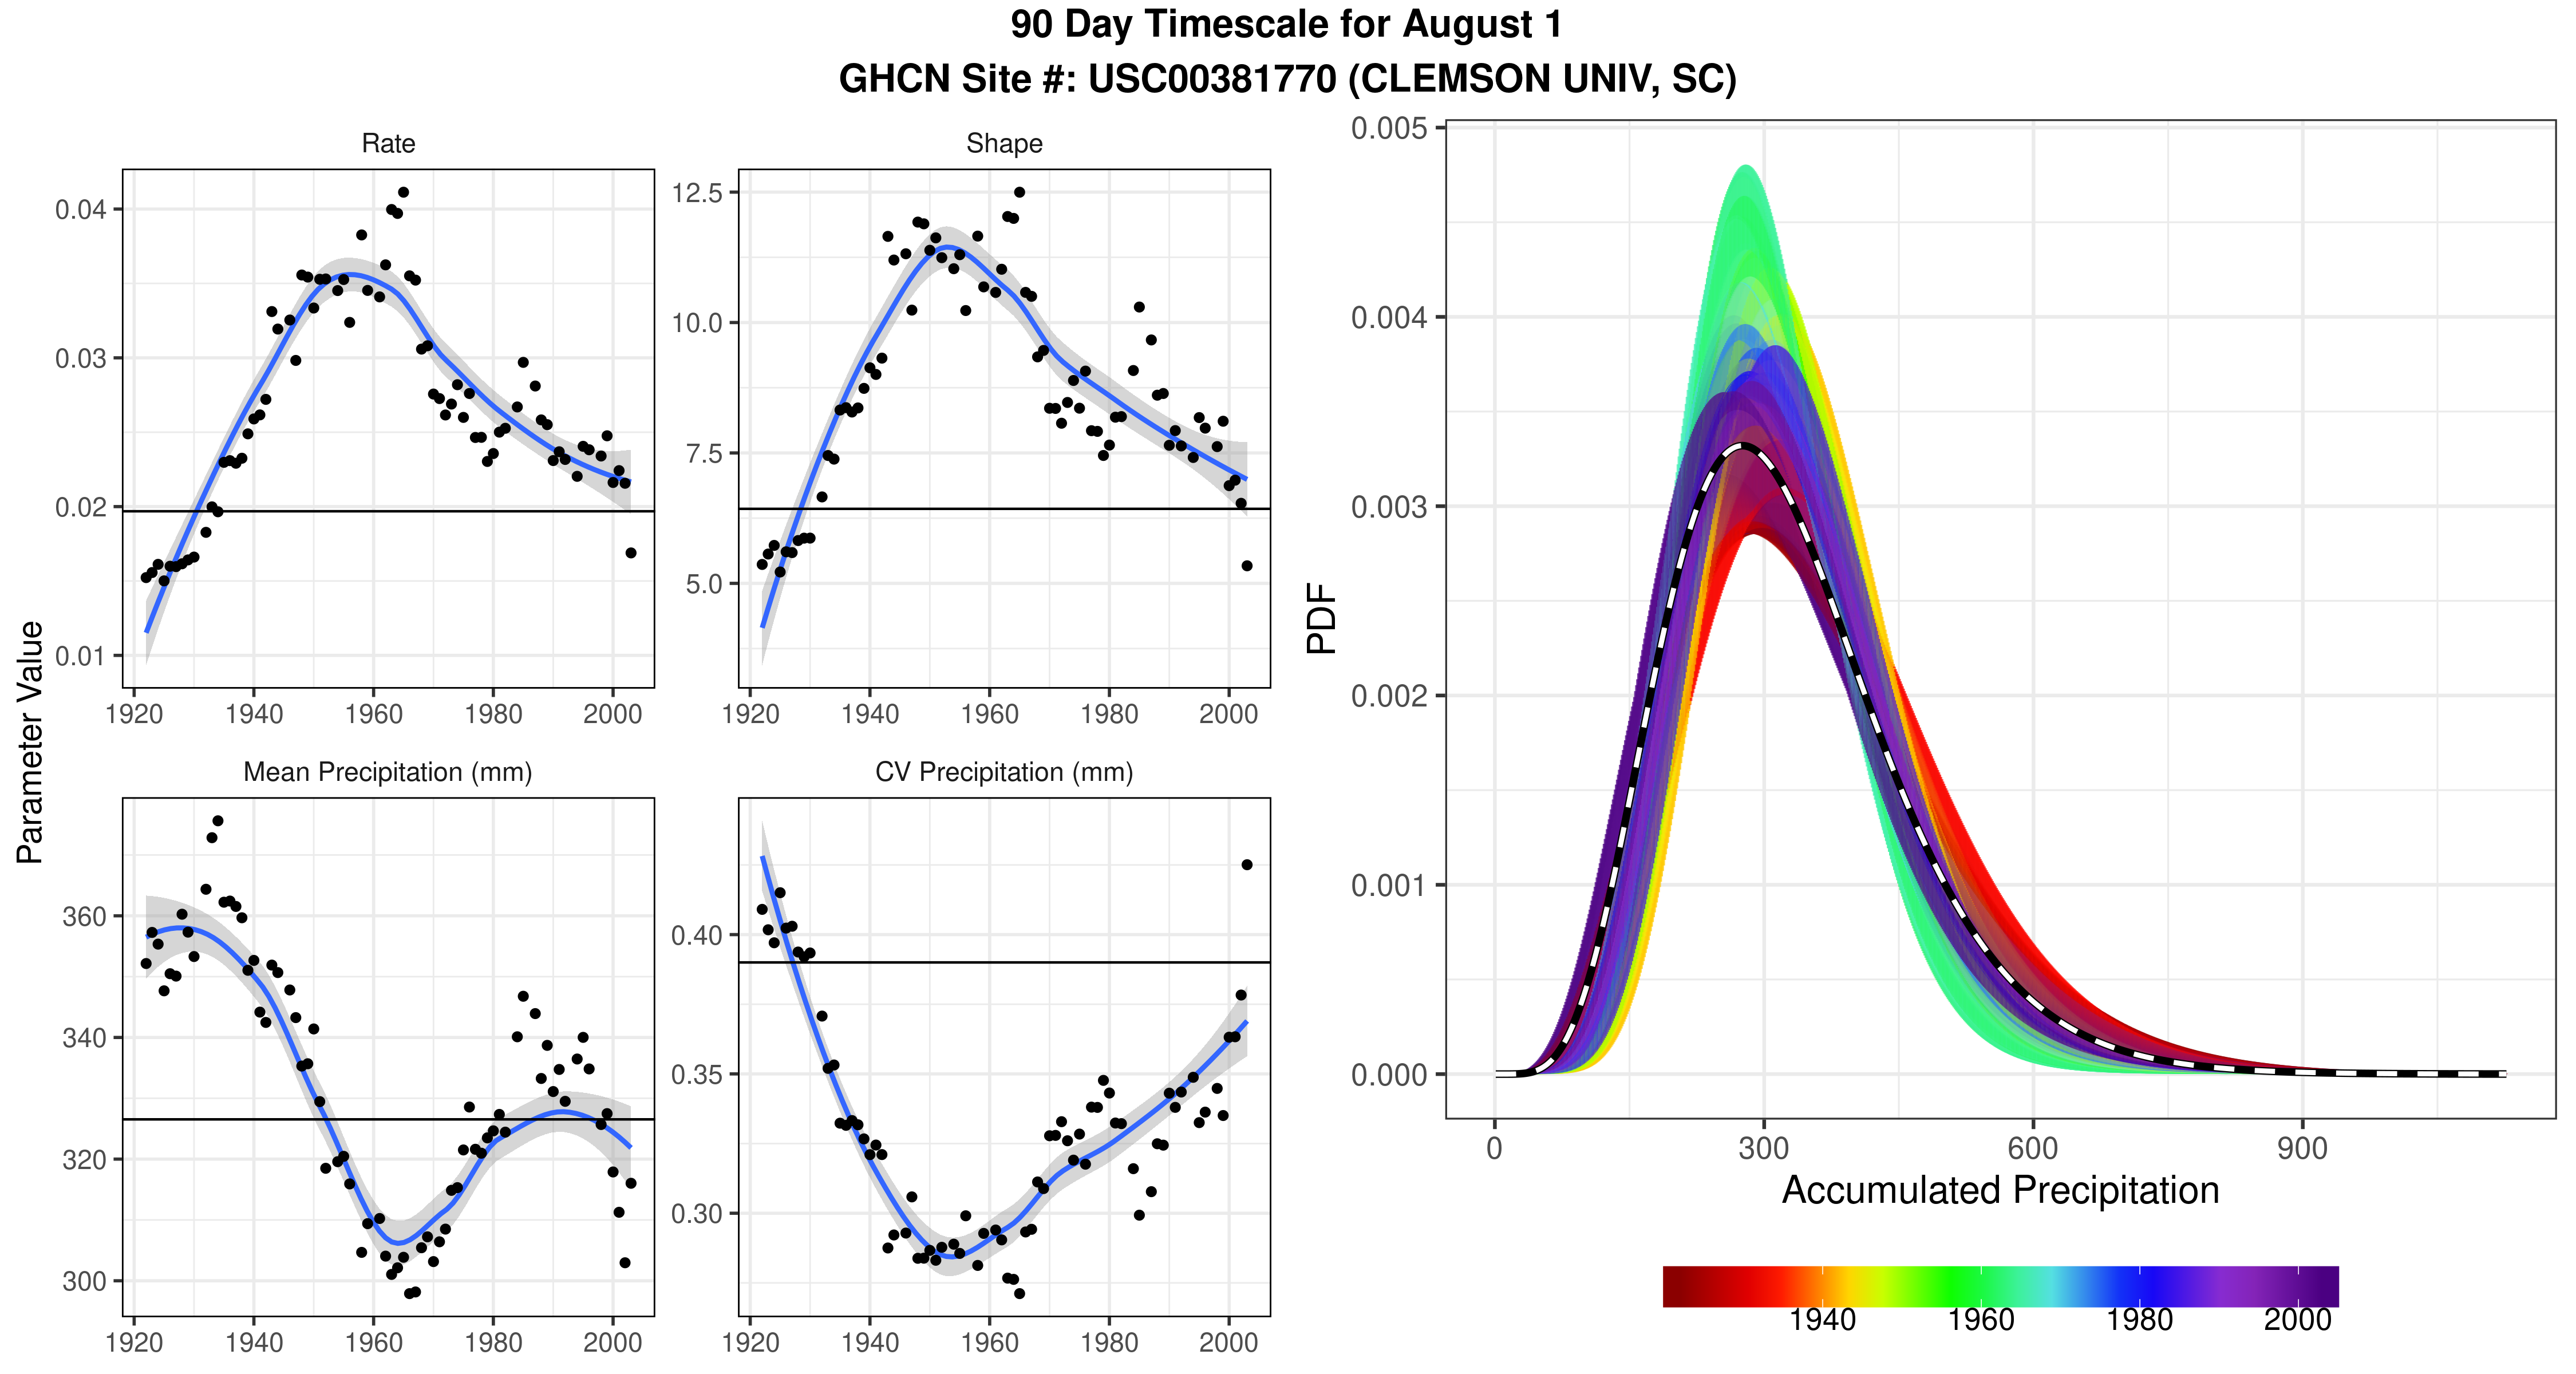 90 Day Timescale for August 1
GHCN Site #: USC00381770 (CLEMSON UNIV, SC)
Parameter Value
Rate
0.04
0.03
0.02
0.01
1920 1940 1960 1980 2000
Shape
12.5
10.0
7.5
5.0
1920 1940 1960 1980 2000
Mean Precipitation (mm)
360
340
320
300
1920 1940 1960 1980 2000
CV Precipitation (mm)
0.40
0.35
0.30
1920 1940 1960 1980 2000
PDF
0.005
0.004
0.003
0.002
0.001
0.000
0 300 600 900
Accumulated Precipitation
1940 1960 1980 2000